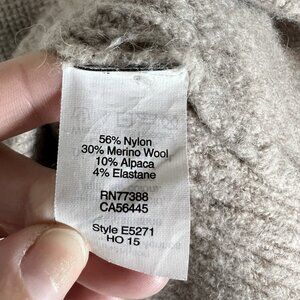 56% Nylon
30% Merino Wool
10% Alpaca
4% Elastane
RN77388
CA56445
Style E5271
HO 15